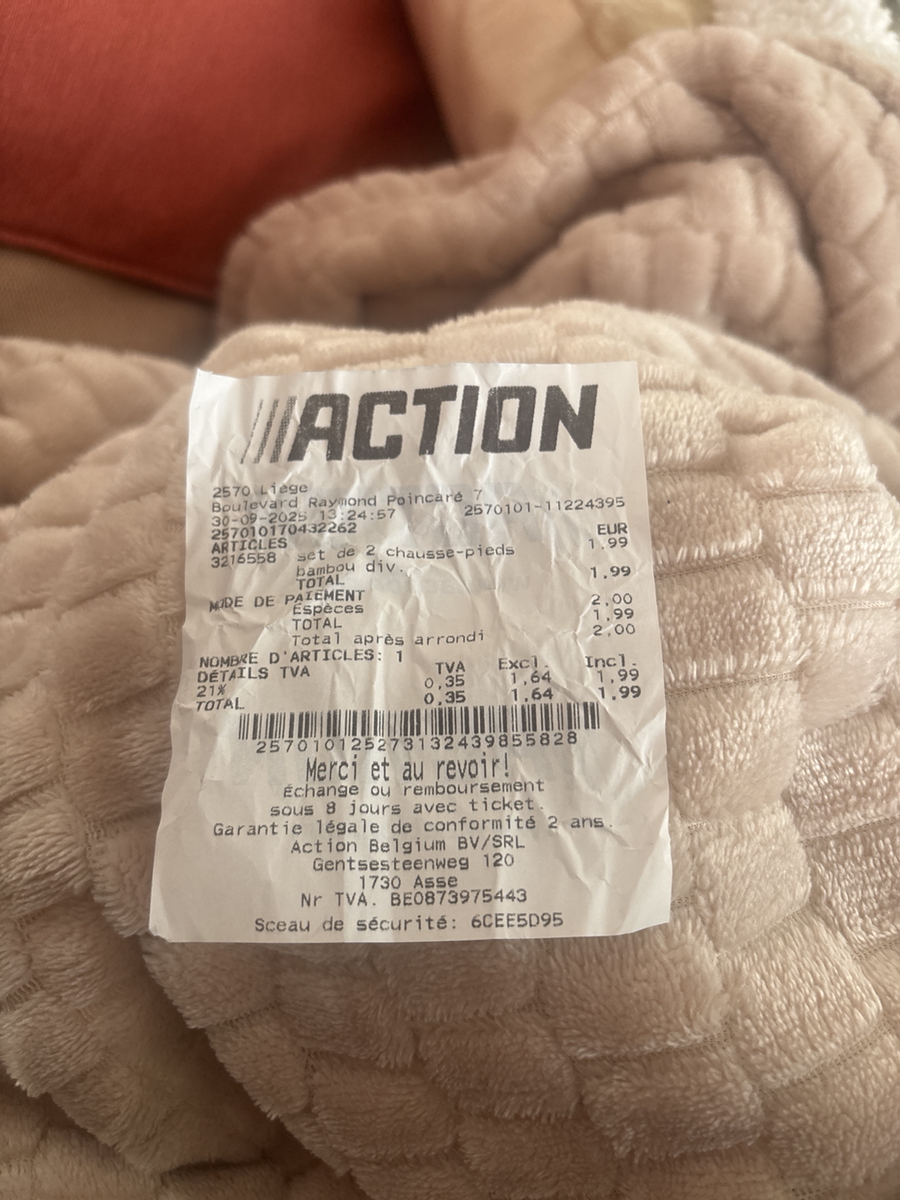 ///ACTION
2570 Liège
Boulevard Raymond Poincaré 7
30-09-2025 13:24:57 2570101-11224395
257010170432262
ARTICLES EUR
3216558 set de 2 chausse-pieds 1.99
bambou div.
TOTAL 1.99
MODE DE PAIEMENT
Espèces 2.00
TOTAL 1.99
Total après arrondi 2.00
NOMBRE D'ARTICLES: 1
DÉTAILS TVA TVA Excl. Incl.
21% 0,35 1,64 1,99
TOTAL 0,35 1,64 1,99
257010125273132439855828
Merci et au revoir!
Échange ou remboursement
sous 8 jours avec ticket.
Garantie légale de conformité 2 ans.
Action Belgium BV/SRL
Gentsesteenweg 120
1730 Asse
Nr TVA. BE0873975443
Sceau de sécurité: 6CEE5D95